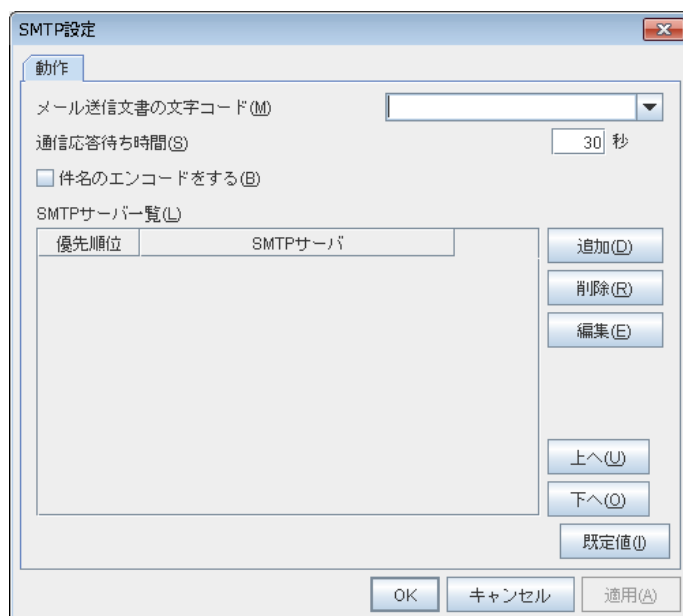 SMTP設定
動作
メール送信文書の文字コード(M)
通信応答待ち時間(S) 30 秒
件名のエンコードをする(B)
SMTPサーバ一覧(L)
優先順位 SMTPサーバ
追加(D)
削除(R)
編集(E)
上へ(U)
下へ(O)
既定値(I)
OK キャンセル 適用(A)